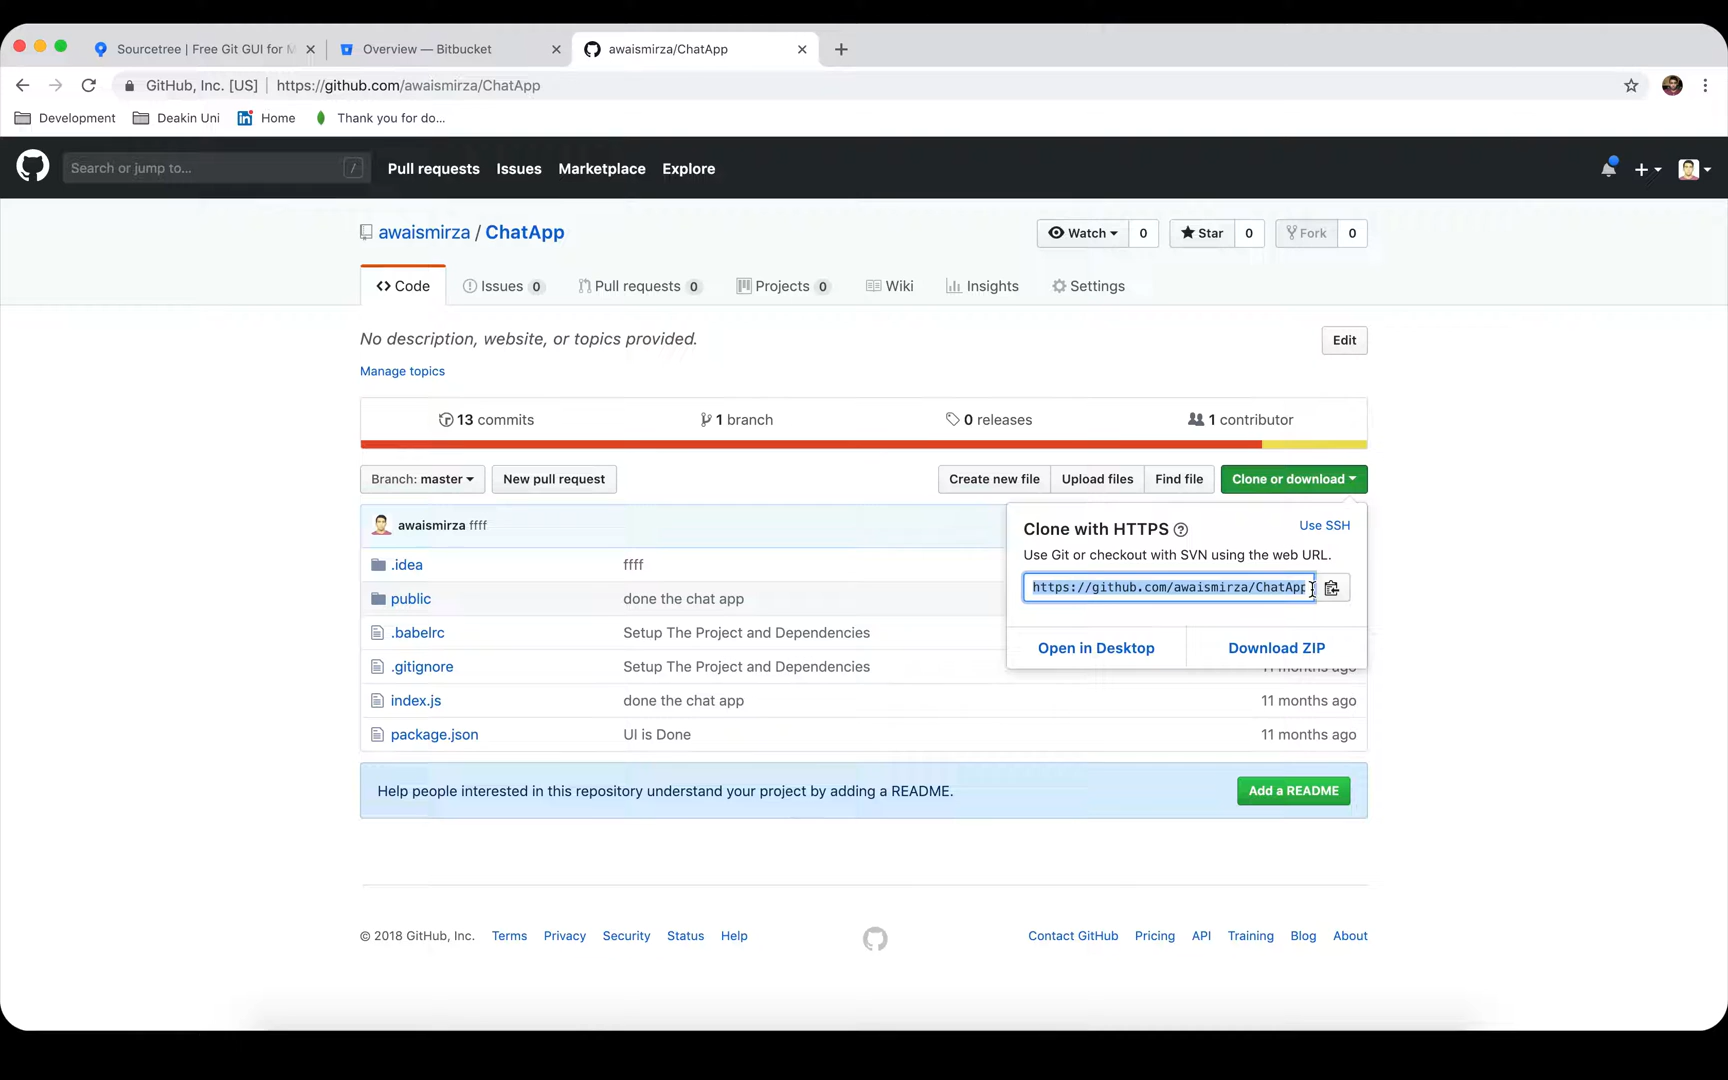 Sourcetree | Free Git GUI for M
Overview — Bitbucket
awaismirza/ChatApp
GitHub, Inc. [US] | https://github.com/awaismirza/ChatApp
Development
Deakin Uni
Home
Thank you for do...
Search or jump to... /
Pull requests
Issues
Marketplace
Explore
awaismirza / ChatApp
Watch 0
Star 0
Fork 0
Code
Issues 0
Pull requests 0
Projects 0
Wiki
Insights
Settings
No description, website, or topics provided.
Edit
Manage topics
13 commits
1 branch
0 releases
1 contributor
Branch: master
New pull request
Create new file
Upload files
Find file
Clone or download
awaismirza ffff
Clone with HTTPS
Use SSH
Use Git or checkout with SVN using the web URL.
https://github.com/awaismirza/ChatApp
Open in Desktop
Download ZIP
.idea ffff
public done the chat app
.babelrc Setup The Project and Dependencies
.gitignore Setup The Project and Dependencies 11 months ago
index.js done the chat app 11 months ago
package.json UI is Done 11 months ago
Help people interested in this repository understand your project by adding a README.
Add a README
© 2018 GitHub, Inc. Terms Privacy Security Status Help
Contact GitHub Pricing API Training Blog About